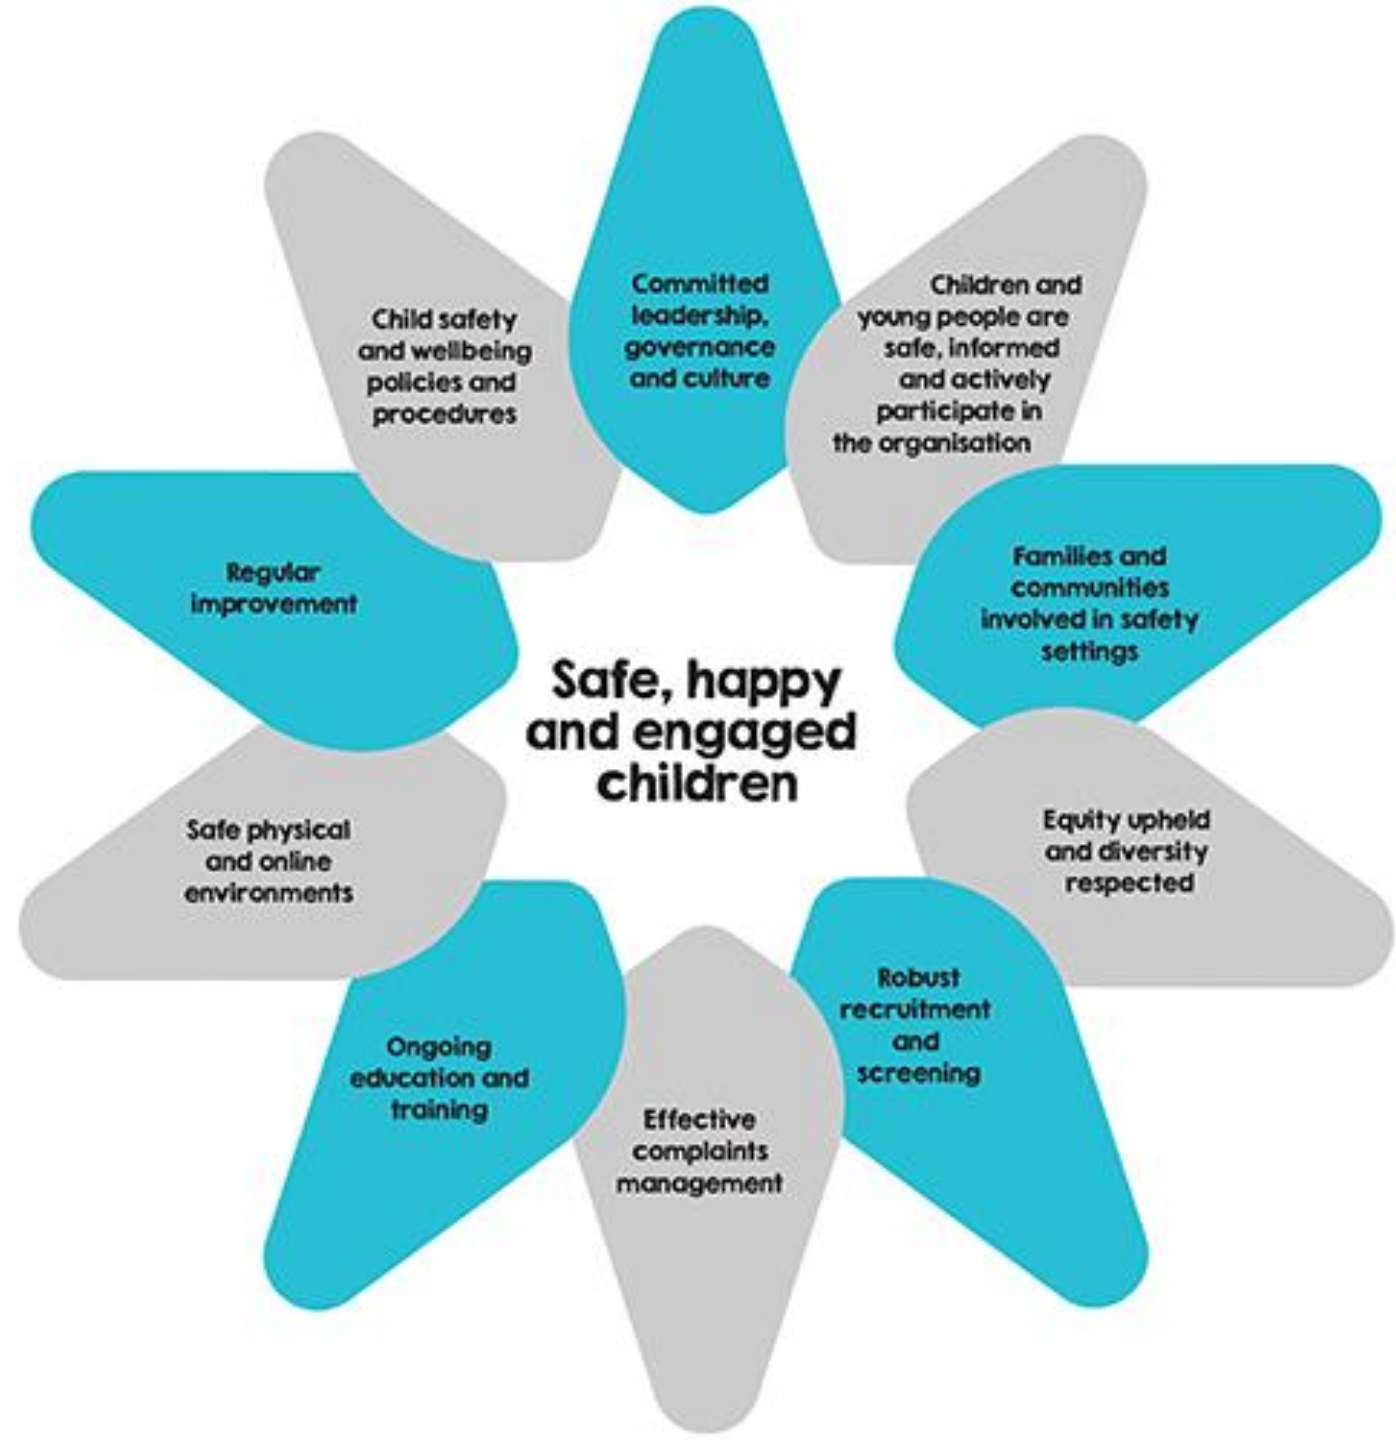 Committed
leadership,
governance
and culture
Children and
young people are
safe, informed
and actively
participate in
the organisation
Families and
communities
involved in safety
settings
Equity upheld
and diversity
respected
Robust
recruitment
and
screening
Effective
complaints
management
Ongoing
education and
training
Safe physical
and online
environments
Regular
improvement
Child safety
and wellbeing
policies and
procedures
Safe, happy
and engaged
children